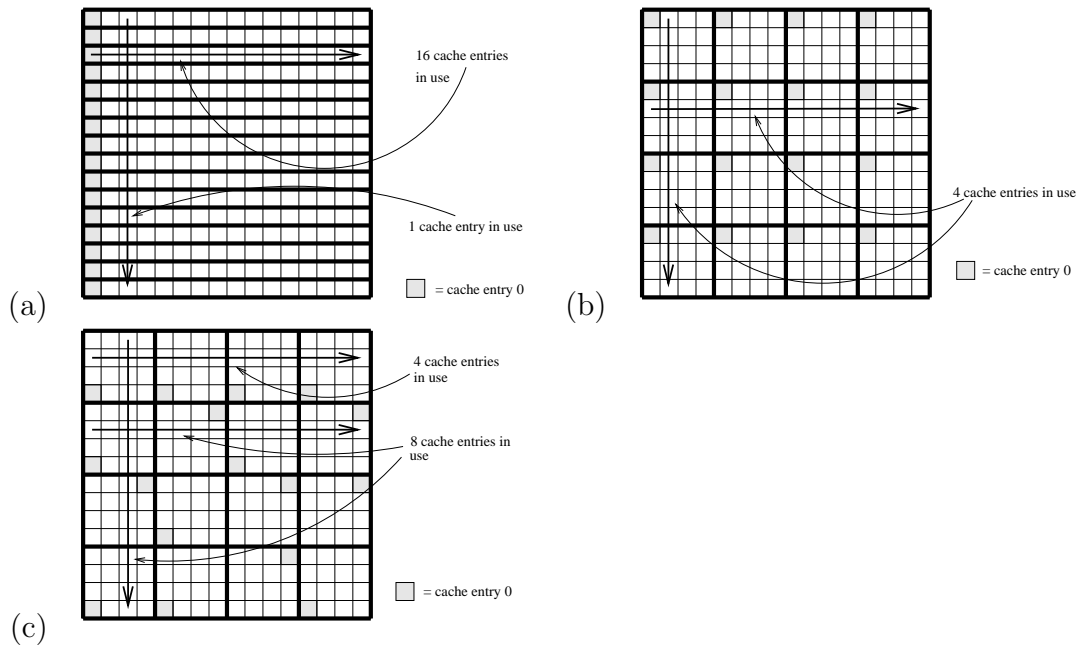 16 cache entries
in use
1 cache entry in use
= cache entry 0
(a)
4 cache entries in use
= cache entry 0
(b)
4 cache entries
in use
8 cache entries in
use
= cache entry 0
(c)